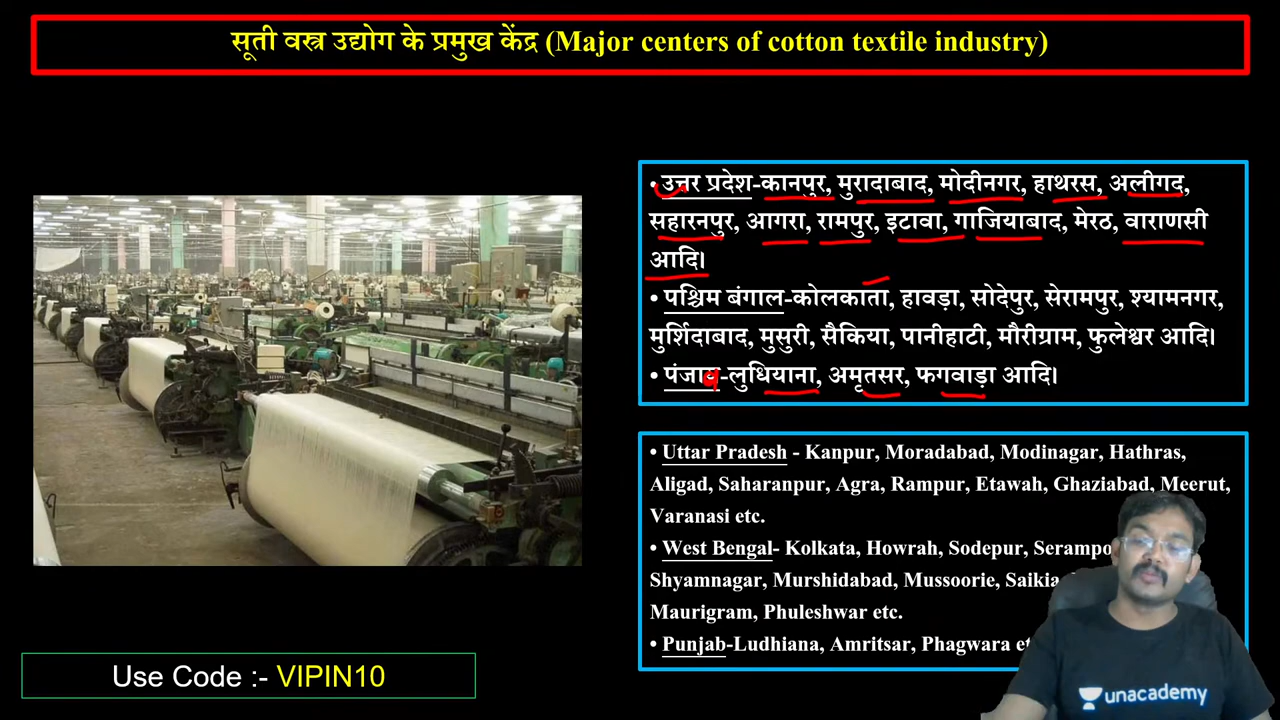 सूती वस्त्र उद्योग के प्रमुख केंद्र (Major centers of cotton textile industry)
• उत्तर प्रदेश-कानपुर, मुरादाबाद, मोदीनगर, हाथरस, अलीगढ,
सहारनपुर, आगरा, रामपुर, इटावा, गाजियाबाद, मेरठ, वाराणसी
आदि।
• पश्चिम बंगाल-कोलकाता, हावड़ा, सोदेपुर, सेरामपुर, श्यामनगर,
मुर्शिदाबाद, मुसुरी, सैकिया, पानीहाटी, मौरीग्राम, फुलेश्वर आदि।
• पंजाब-लुधियाना, अमृतसर, फगवाड़ा आदि।
• Uttar Pradesh - Kanpur, Moradabad, Modinagar, Hathras,
Aligad, Saharanpur, Agra, Rampur, Etawah, Ghaziabad, Meerut,
Varanasi etc.
• West Bengal- Kolkata, Howrah, Sodepur,
Shyamnagar, Murshidabad, Mussoorie, Saikia,
Maurigram, Phuleshwar etc.
• Punjab-Ludhiana, Amritsar, Phagwara
Use Code :- VIPIN10
unacademy